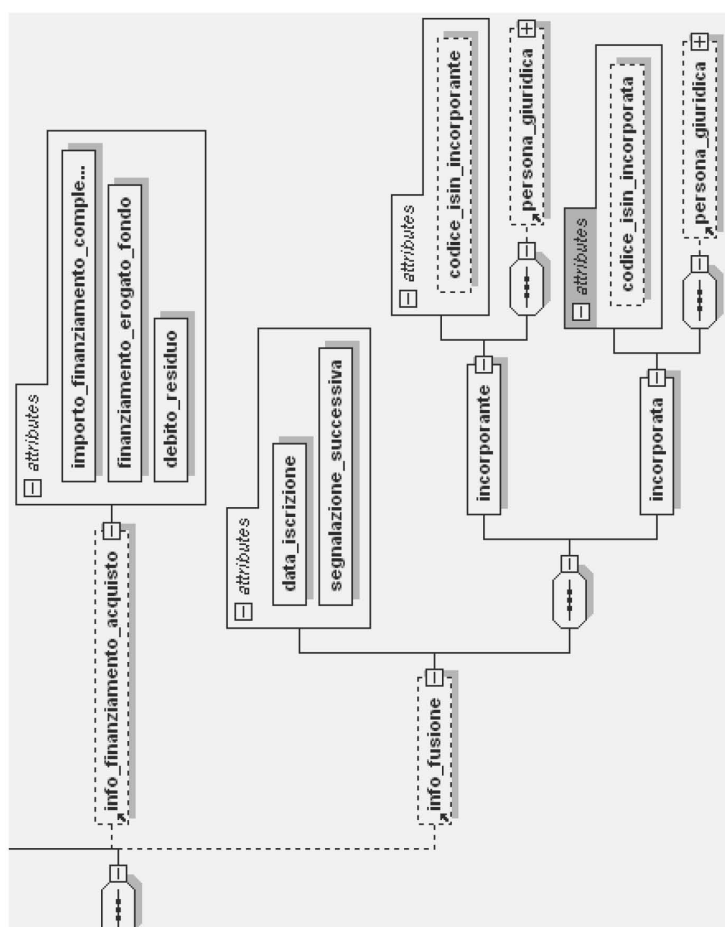 info_finanziamento_acquisto
attributes
importo_finanziamento_comple...
finanziamento_erogato_fondo
debito_residuo
info_fusione
attributes
data_iscrizione
segnalazione_successiva
incorporante
attributes
codice_isin_incorporante
persona_giuridica
incorporata
attributes
codice_isin_incorporata
persona_giuridica